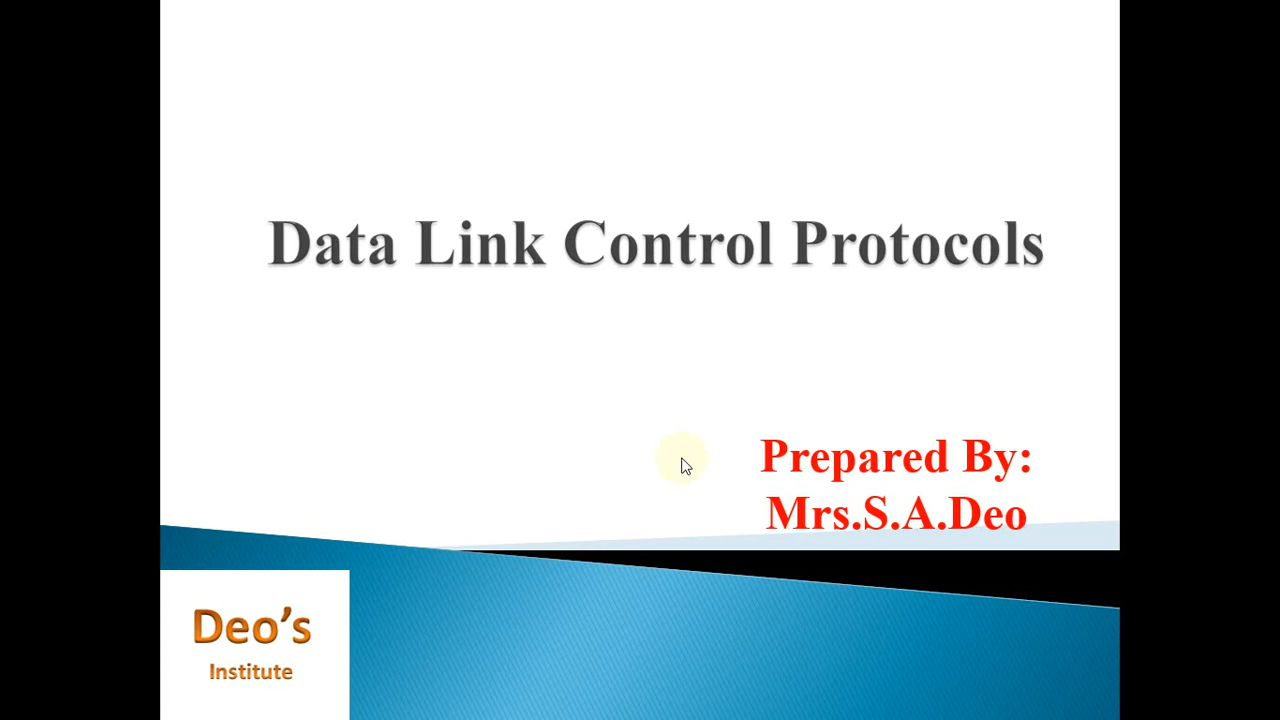 Data Link Control Protocols
Prepared By:
Mrs.S.A.Deo
Deo’s
Institute